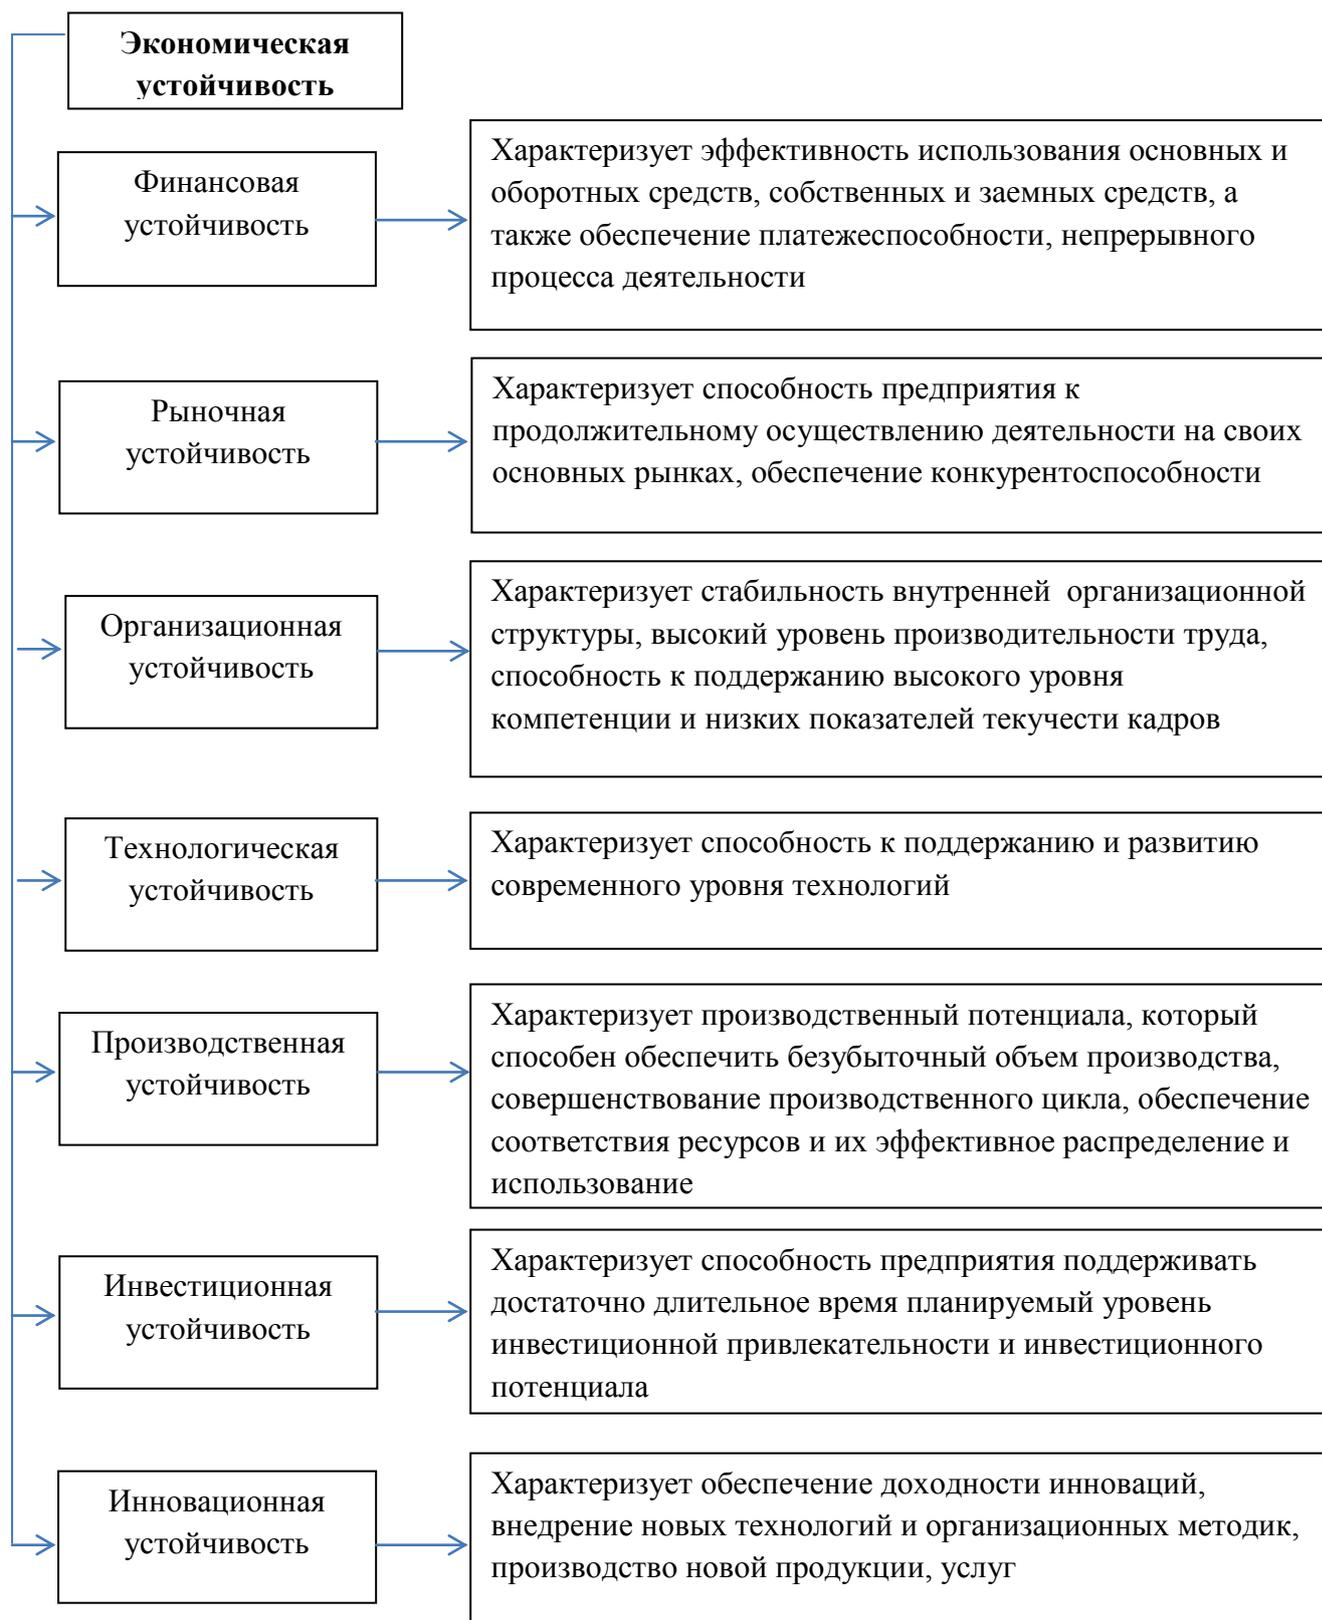 Экономическая
устойчивость
Финансовая
устойчивость
Характеризует эффективность использования основных и
оборотных средств, собственных и заемных средств, а
также обеспечение платежеспособности, непрерывного
процесса деятельности
Рыночная
устойчивость
Характеризует способность предприятия к
продолжительному осуществлению деятельности на своих
основных рынках, обеспечение конкурентоспособности
Организационная
устойчивость
Характеризует стабильность внутренней организационной
структуры, высокий уровень производительности труда,
способность к поддержанию высокого уровня
компетенции и низких показателей текучести кадров
Технологическая
устойчивость
Характеризует способность к поддержанию и развитию
современного уровня технологий
Производственная
устойчивость
Характеризует производственный потенциала, который
способен обеспечить безубыточный объем производства,
совершенствование производственного цикла, обеспечение
соответствия ресурсов и их эффективное распределение и
использование
Инвестиционная
устойчивость
Характеризует способность предприятия поддерживать
достаточно длительное время планируемый уровень
инвестиционной привлекательности и инвестиционного
потенциала
Инновационная
устойчивость
Характеризует обеспечение доходности инноваций,
внедрение новых технологий и организационных методик,
производство новой продукции, услуг